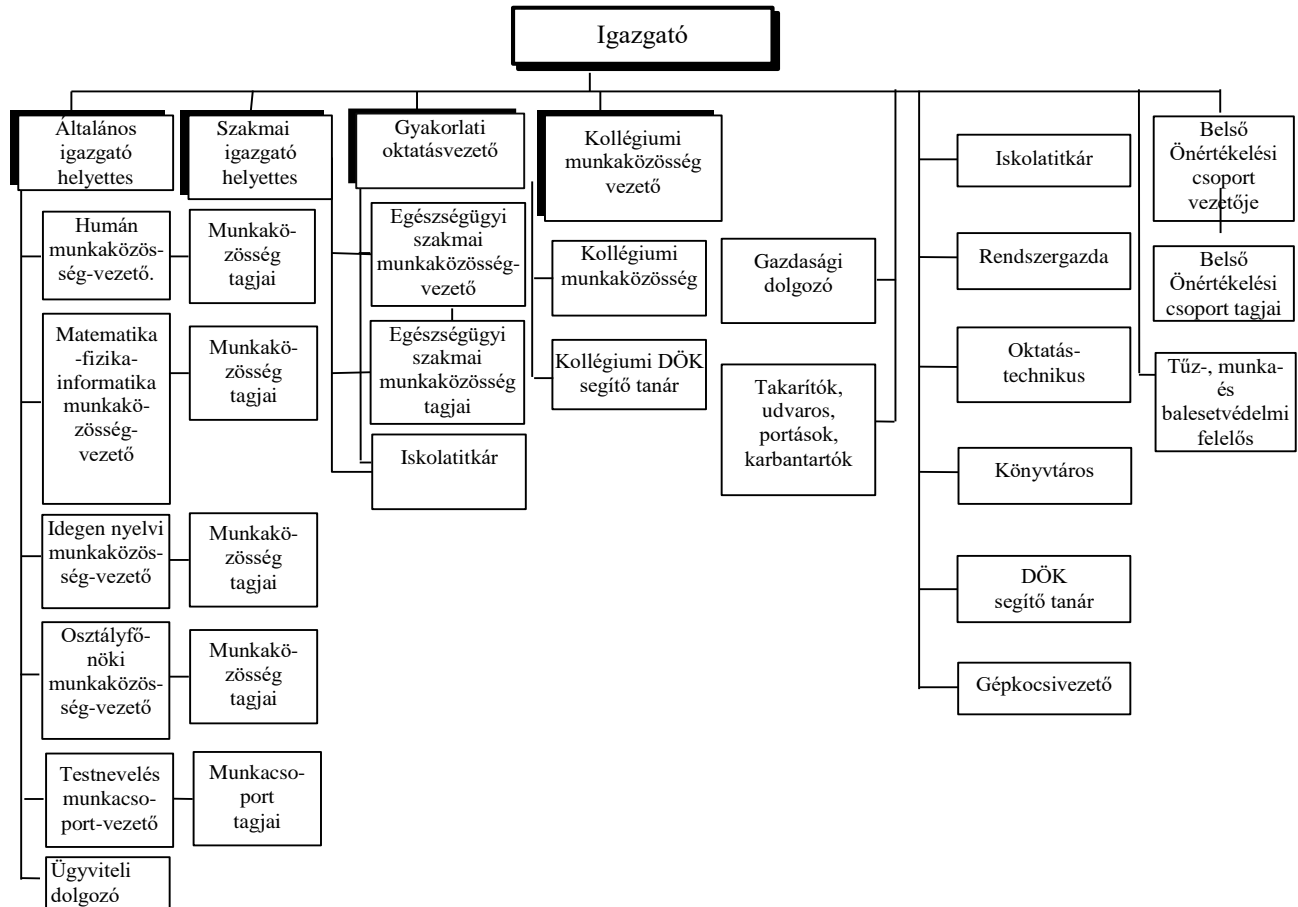 Igazgató
Általános
igazgató
helyettes
Szakmai
igazgató
helyettes
Gyakorlati
oktatásvezető
Kollégiumi
munkaközösség
vezető
Iskolatitkár
Belső
Önértékelési
csoport
vezetője
Humán
munkaközös-
ség-vezető.
Munkakö-
zösség
tagjai
Egészségügyi
szakmai
munkaközösség-
vezető
Kollégiumi
munkaközösség
Gazdasági
dolgozó
Rendszergazda
Belső
Önértékelési
csoport tagjai
Matematika
-fizika-
informatika
munkakö-
zösség-
vezető
Munkakö-
zösség
tagjai
Egészségügyi
szakmai
munkaközösség
tagjai
Kollégiumi DÖK
segítő tanár
Takarítók,
udvaros,
portások,
karbantartók
Oktatás-
technikus
Tűz-, munka-
és
balesetvédelmi
felelős
Iskolatitkár
Könyvtáros
Idegen nyelvi
munkaközös-
ség-vezető
Munkakö-
zösség
tagjai
DÖK
segítő tanár
Osztályfő-
nöki
munkaközös-
ség-vezető
Munkakö-
zösség
tagjai
Gépkocsivezető
Testnevelés
munkacso-
port-vezető
Munkacso-
port
tagjai
Ügyviteli
dolgozó